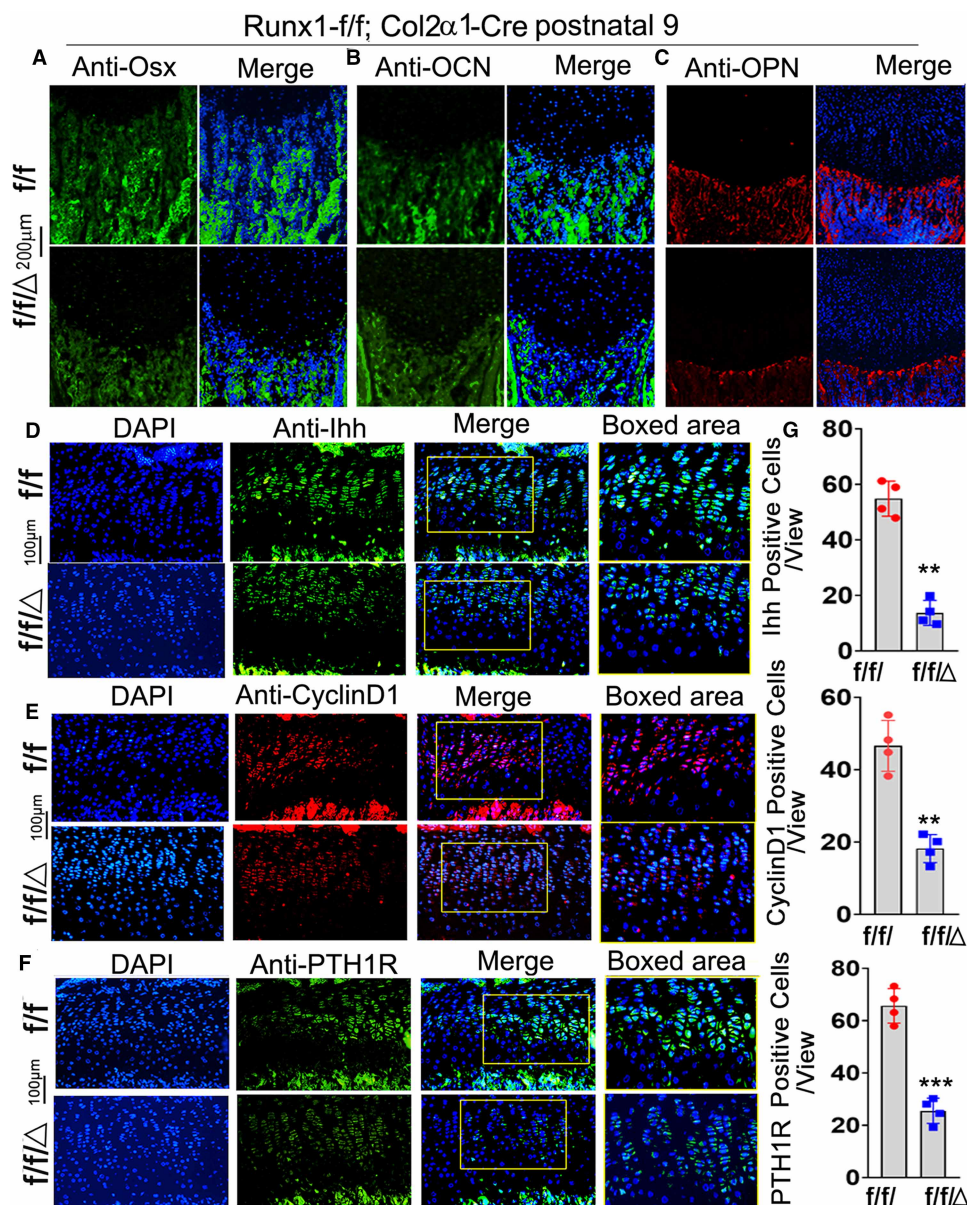 Runx1-f/f; Col2α1-Cre postnatal 9
A Anti-Osx Merge B Anti-OCN Merge C Anti-OPN Merge
f/f
200μm
f/f/△
D DAPI Anti-Ihh Merge Boxed area
f/f
100μm
f/f/△
G
Ihh Positive Cells
/View
80
60
40
20
0
**
f/f/ f/f/△
E DAPI Anti-CyclinD1 Merge Boxed area
f/f
100μm
f/f/△
CyclinD1 Positive Cells
/View
60
40
20
0
**
f/f/ f/f/△
F DAPI Anti-PTH1R Merge Boxed area
f/f
100μm
f/f/△
PTH1R Positive Cells
/View
80
60
40
20
0
***
f/f/ f/f/△